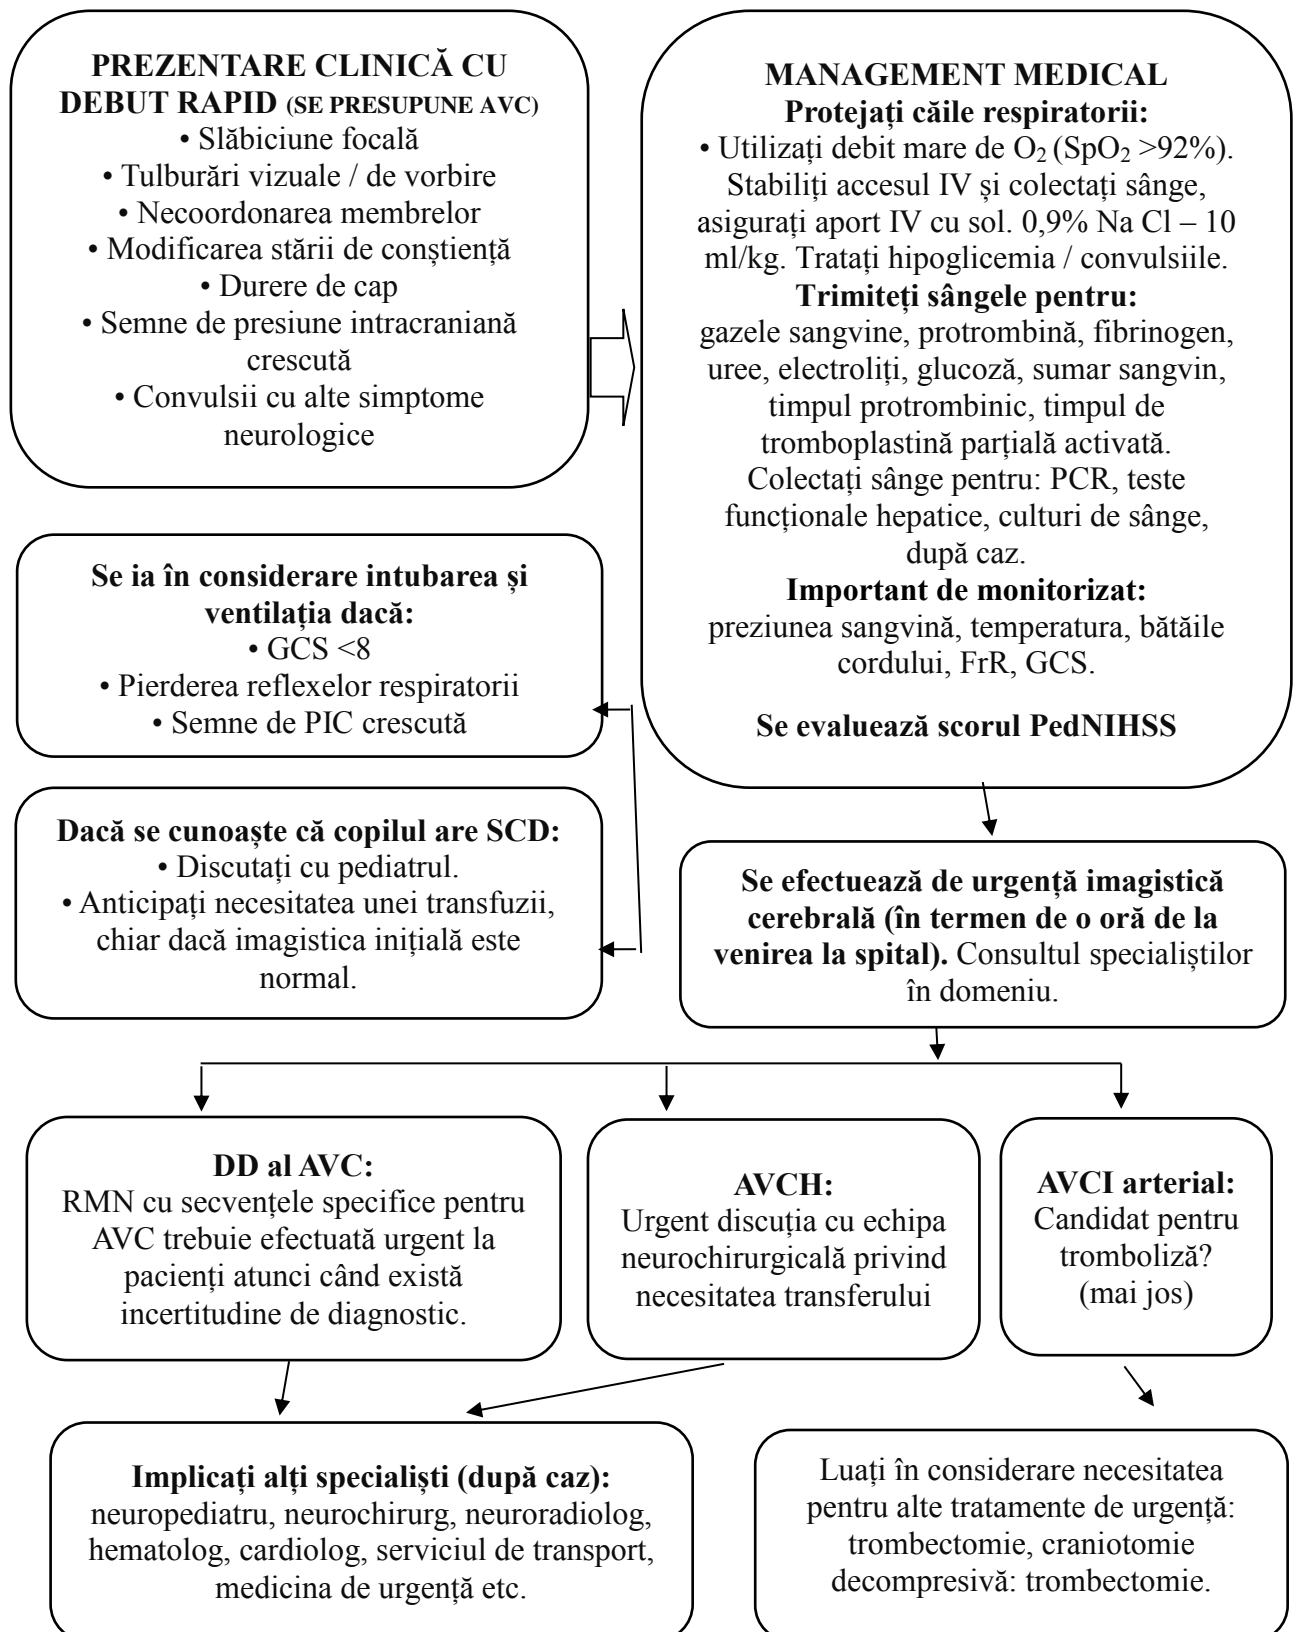 PREZENTARE CLINICĂ CU
DEBUT RAPID (SE PRESUPUNE AVC)
• Slăbiciune focală
• Tulburări vizuale / de vorbire
• Necoordonarea membrelor
• Modificarea stării de conștiență
• Durere de cap
• Semne de presiune intracraniană
crescută
• Convulsii cu alte simptome
neurologice
MANAGEMENT MEDICAL
Protejați căile respiratorii:
• Utilizați debit mare de O₂ (SpO₂ >92%).
Stabiliți accesul IV și colectați sânge,
asigurați aport IV cu sol. 0,9% Na Cl – 10
ml/kg. Tratați hipoglicemia / convulsiile.
Trimiteți sângele pentru:
gazele sangvine, protrombină, fibrinogen,
uree, electroliți, glucoză, sumar sangvin,
timpul protrombinic, timpul de
tromboplastină parțială activată.
Colectați sânge pentru: PCR, teste
funcționale hepatice, culturi de sânge,
după caz.
Important de monitorizat:
preziunea sangvină, temperatura, bătăile
cordului, FrR, GCS.
Se evaluează scorul PedNIHSS
Se ia în considerare intubarea și
ventilația dacă:
• GCS <8
• Pierderea reflexelor respiratorii
• Semne de PIC crescută
Dacă se cunoaște că copilul are SCD:
• Discutați cu pediatrul.
• Anticipați necesitatea unei transfuzii,
chiar dacă imagistica inițială este
normal.
Se efectuează de urgență imagistică
cerebrală (în termen de o oră de la
venirea la spital). Consultul specialiștilor
în domeniu.
DD al AVC:
RMN cu secvențele specifice pentru
AVC trebuie efectuată urgent la
pacienți atunci când există
incertitudine de diagnostic.
AVCH:
Urgent discuția cu echipa
neurochirurgicală privind
necesitatea transferului
AVCI arterial:
Candidat pentru
tromboliză?
(mai jos)
Implicați alți specialiști (după caz):
neuropediatru, neurochirurg, neuroradiolog,
hematolog, cardiolog, serviciul de transport,
medicina de urgență etc.
Luați în considerare necesitatea
pentru alte tratamente de urgență:
trombectomie, craniotomie
decompresivă: trombectomie.